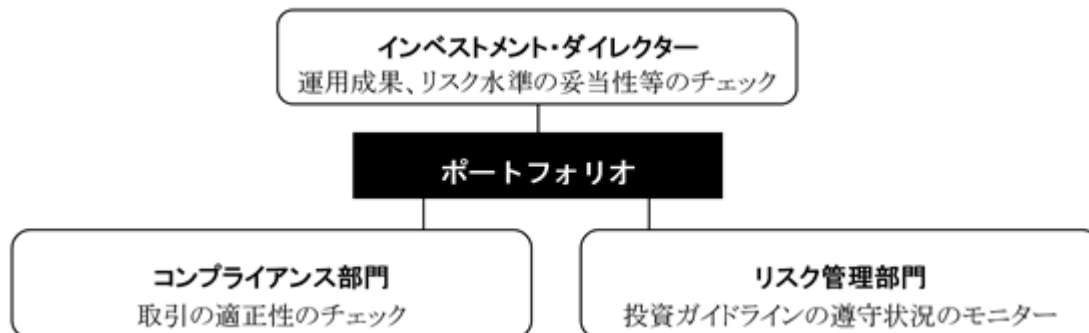 インベストメント・ダイレクター
運用成果、リスク水準の妥当性等のチェック
ポートフォリオ
コンプライアンス部門
取引の適正性のチェック
リスク管理部門
投資ガイドラインの遵守状況のモニター